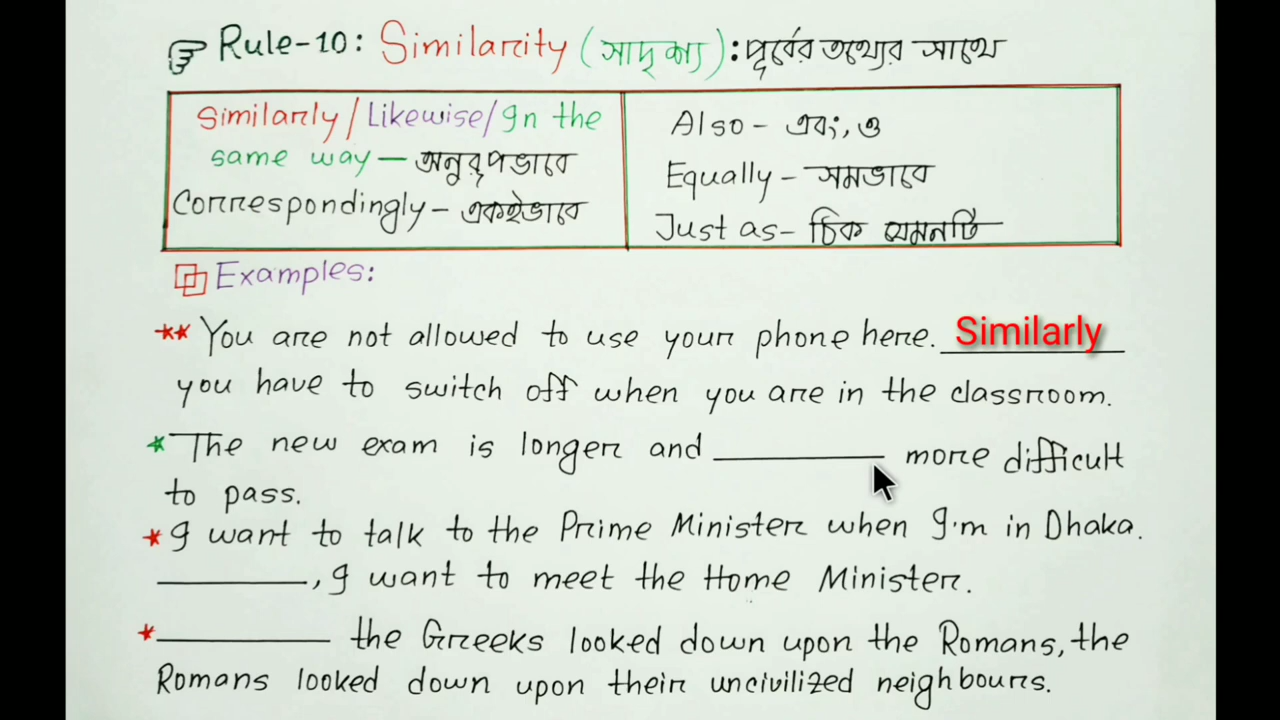 Rule-10: Similarity (সাদৃশ্য): পূর্বের তথ্যের সাথে
Similarly/Likewise/In the
same way — অনুরূপভাবে
Correspondingly - একইভাবে
Also - এবং, ও
Equally - সমভাবে
Just as - ঠিক যেমনটি
Examples:
** You are not allowed to use your phone here. Similarly
you have to switch off when you are in the classroom.
* The new exam is longer and ________ more difficult
to pass.
* I want to talk to the Prime Minister when I'm in Dhaka.
________, I want to meet the Home Minister.
* ________ the Greeks looked down upon the Romans, the
Romans looked down upon their uncivilized neighbours.